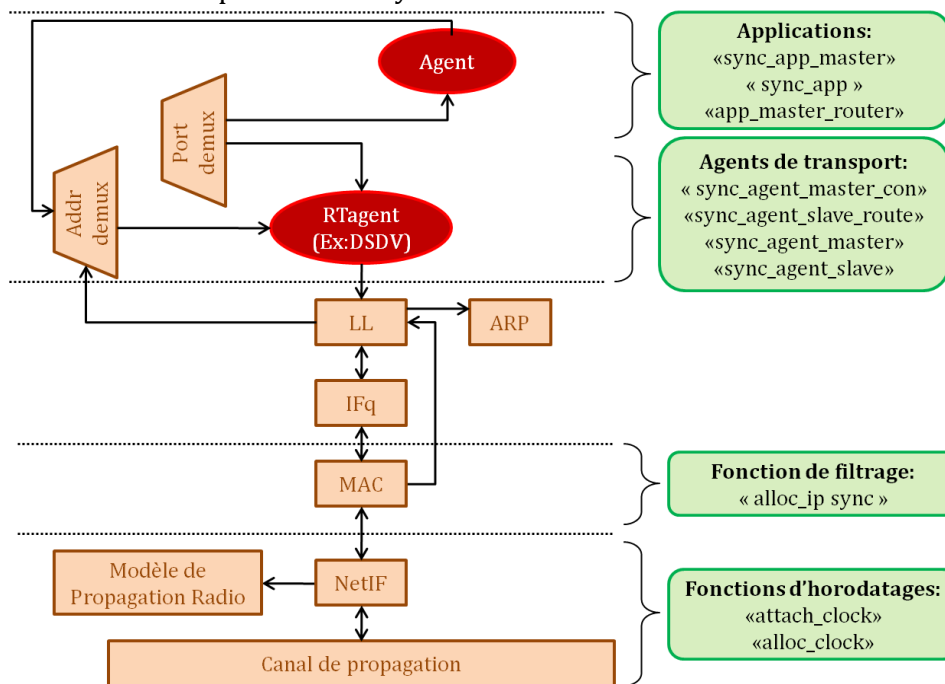 Agent
Port
demux
Addr
demux
RTagent
(Ex:DSDV)
LL
ARP
IFq
MAC
Modèle de
Propagation Radio
NetIF
Canal de propagation
Applications:
«sync_app_master»
« sync_app »
«app_master_router»
Agents de transport:
« sync_agent_master_con»
«sync_agent_slave_route»
«sync_agent_master»
«sync_agent_slave»
Fonction de filtrage:
« alloc_ip sync »
Fonctions d’horodatages:
«attach_clock»
«alloc_clock»